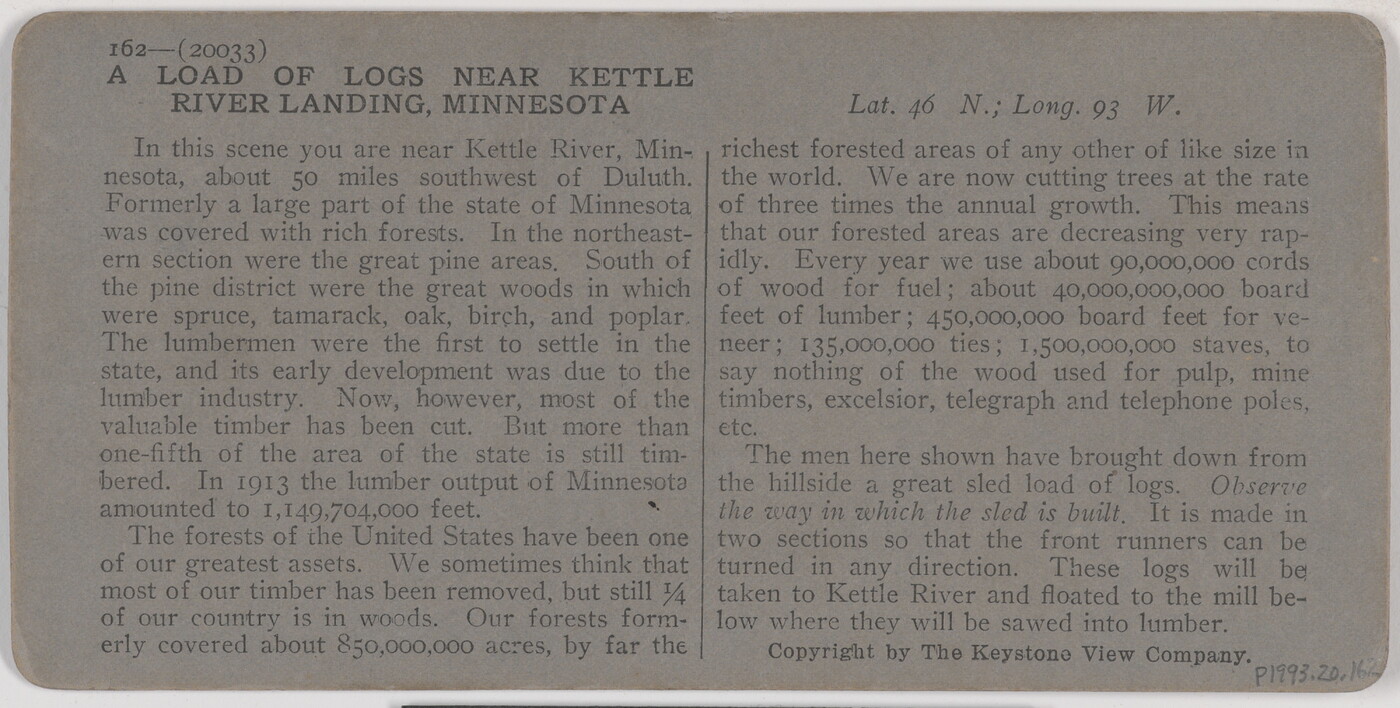 162—(20033)
A LOAD OF LOGS NEAR KETTLE
RIVER LANDING, MINNESOTA
In this scene you are near Kettle River, Min-
nesota, about 50 miles southwest of Duluth.
Formerly a large part of the state of Minnesota
was covered with rich forests. In the northeast-
ern section were the great pine areas. South of
the pine district were the great woods in which
were spruce, tamarack, oak, birch, and poplar.
The lumbermen were the first to settle in the
state, and its early development was due to the
lumber industry. Now, however, most of the
valuable timber has been cut. But more than
one-fifth of the area of the state is still tim-
bered. In 1913 the lumber output of Minnesota
amounted to 1,149,704,000 feet.
The forests of the United States have been one
of our greatest assets. We sometimes think that
most of our timber has been removed, but still ¼
of our country is in woods. Our forests form-
erly covered about 850,000,000 acres, by far the
Lat. 46 N.; Long. 93 W.
richest forested areas of any other of like size in
the world. We are now cutting trees at the rate
of three times the annual growth. This means
that our forested areas are decreasing very rap-
idly. Every year we use about 90,000,000 cords
of wood for fuel; about 40,000,000,000 board
feet of lumber; 450,000,000 board feet for ve-
neer; 135,000,000 ties; 1,500,000,000 staves, to
say nothing of the wood used for pulp, mine
timbers, excelsior, telegraph and telephone poles,
etc.
The men here shown have brought down from
the hillside a great sled load of logs. Observe
the way in which the sled is built. It is made in
two sections so that the front runners can be
turned in any direction. These logs will be
taken to Kettle River and floated to the mill be-
low where they will be sawed into lumber.
Copyright by The Keystone View Company.
P1993.20.162